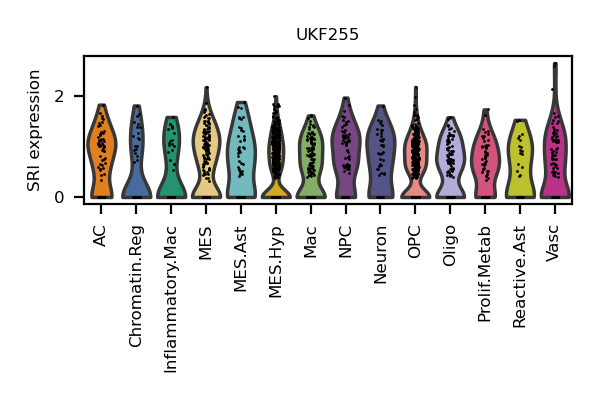 UKF255
SRI expression
2
0
AC
Chromatin.Reg
Inflammatory.Mac
MES
MES.Ast
MES.Hyp
Mac
NPC
Neuron
OPC
Oligo
Prolif.Metab
Reactive.Ast
Vasc